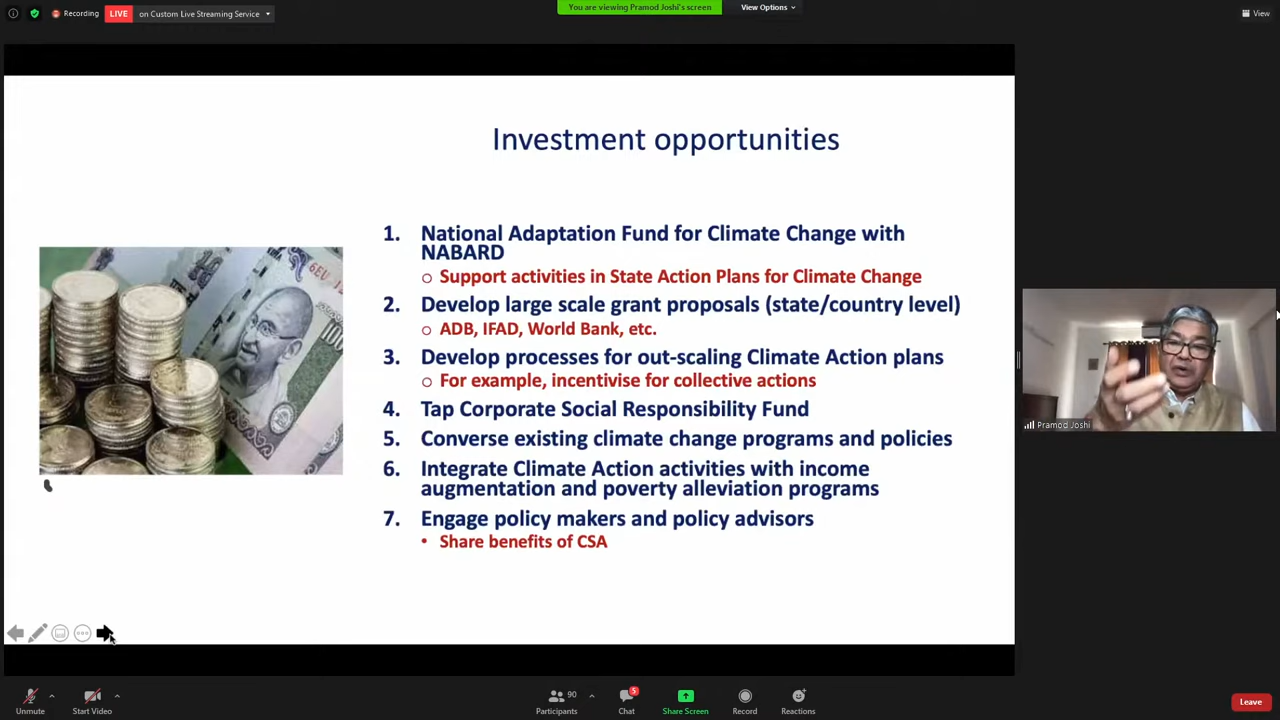 Recording
LIVE
on Custom Live Streaming Service
You are viewing Pramod Joshi's screen
View Options
View
Investment opportunities
1. National Adaptation Fund for Climate Change with
NABARD
Support activities in State Action Plans for Climate Change
2. Develop large scale grant proposals (state/country level)
ADB, IFAD, World Bank, etc.
3. Develop processes for out-scaling Climate Action plans
For example, incentivise for collective actions
4. Tap Corporate Social Responsibility Fund
5. Converse existing climate change programs and policies
6. Integrate Climate Action activities with income
augmentation and poverty alleviation programs
7. Engage policy makers and policy advisors
• Share benefits of CSA
Pramod Joshi
Unmute
Start Video
90
Participants
5
Chat
Share Screen
Record
Reactions
Leave